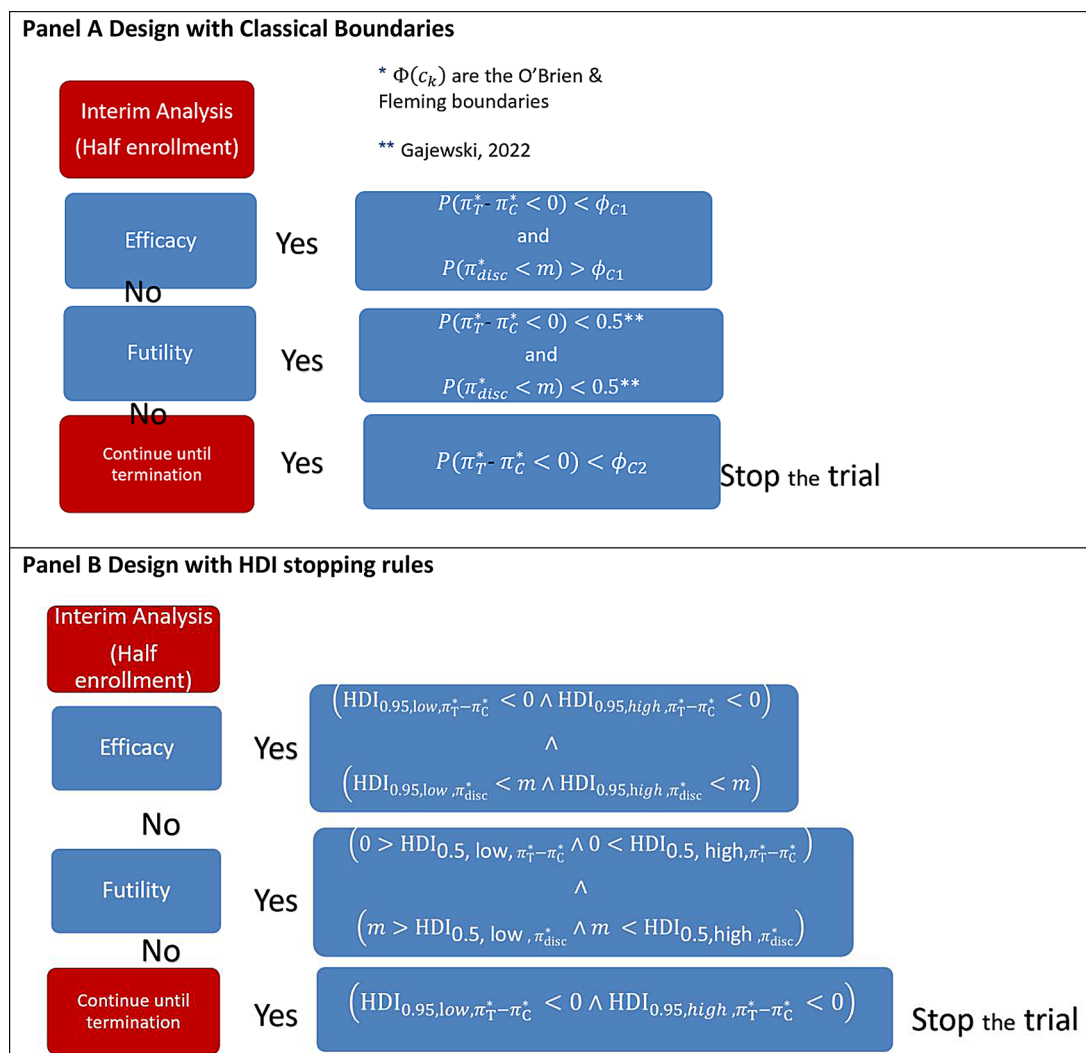 Panel A Design with Classical Boundaries
* Φ(c_k) are the O'Brien &
Fleming boundaries
Interim Analysis
(Half enrollment)
** Gajewski, 2022
Efficacy
Yes
P(π*_T- π*_C < 0) < ϕ_C1
and
P(π*_disc < m) > ϕ_C1
No
Futility
Yes
P(π*_T- π*_C < 0) < 0.5**
and
P(π*_disc < m) < 0.5**
No
Continue until
termination
Yes
P(π*_T- π*_C < 0) < ϕ_C2
Stop the trial
Panel B Design with HDI stopping rules
Interim Analysis
(Half
enrollment)
Efficacy
Yes
(HDI_0.95,low,π*_T−π*_C < 0 ∧ HDI_0.95,high,π*_T−π*_C < 0)
∧
(HDI_0.95,low,π*_disc < m ∧ HDI_0.95,high,π*_disc < m)
No
Futility
Yes
(0 > HDI_0.5, low, π*_T−π*_C ∧ 0 < HDI_0.5, high,π*_T−π*_C)
∧
(m > HDI_0.5, low, π*_disc ∧ m < HDI_0.5,high,π*_disc)
No
Continue until
termination
Yes
(HDI_0.95,low,π*_T−π*_C < 0 ∧ HDI_0.95,high,π*_T−π*_C < 0)
Stop the trial